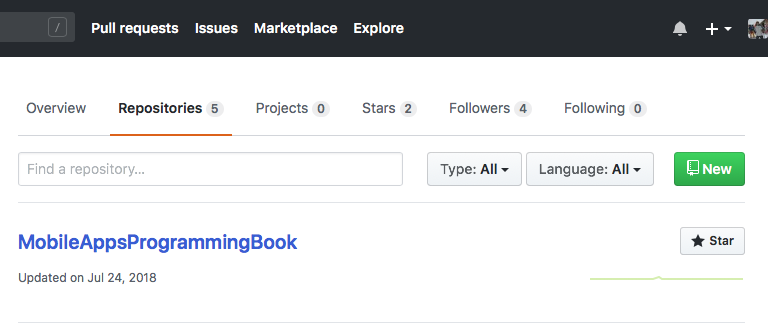 / Pull requests Issues Marketplace Explore
Overview Repositories 5 Projects 0 Stars 2 Followers 4 Following 0
Find a repository... Type: All Language: All New
MobileAppsProgrammingBook Star
Updated on Jul 24, 2018